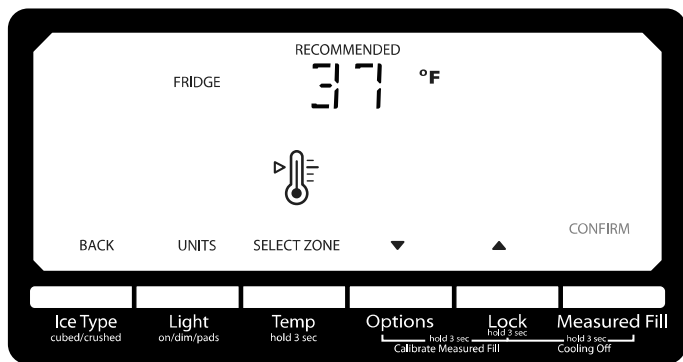 RECOMMENDED
FRIDGE 37 °F
BACK UNITS SELECT ZONE ▼ ▲ CONFIRM
Ice Type Light Temp Options Lock Measured Fill
cubed/crushed on/dim/pads hold 3 sec hold 3 sec hold 3 sec hold 3 sec
Calibrate Measured Fill Cooling Off